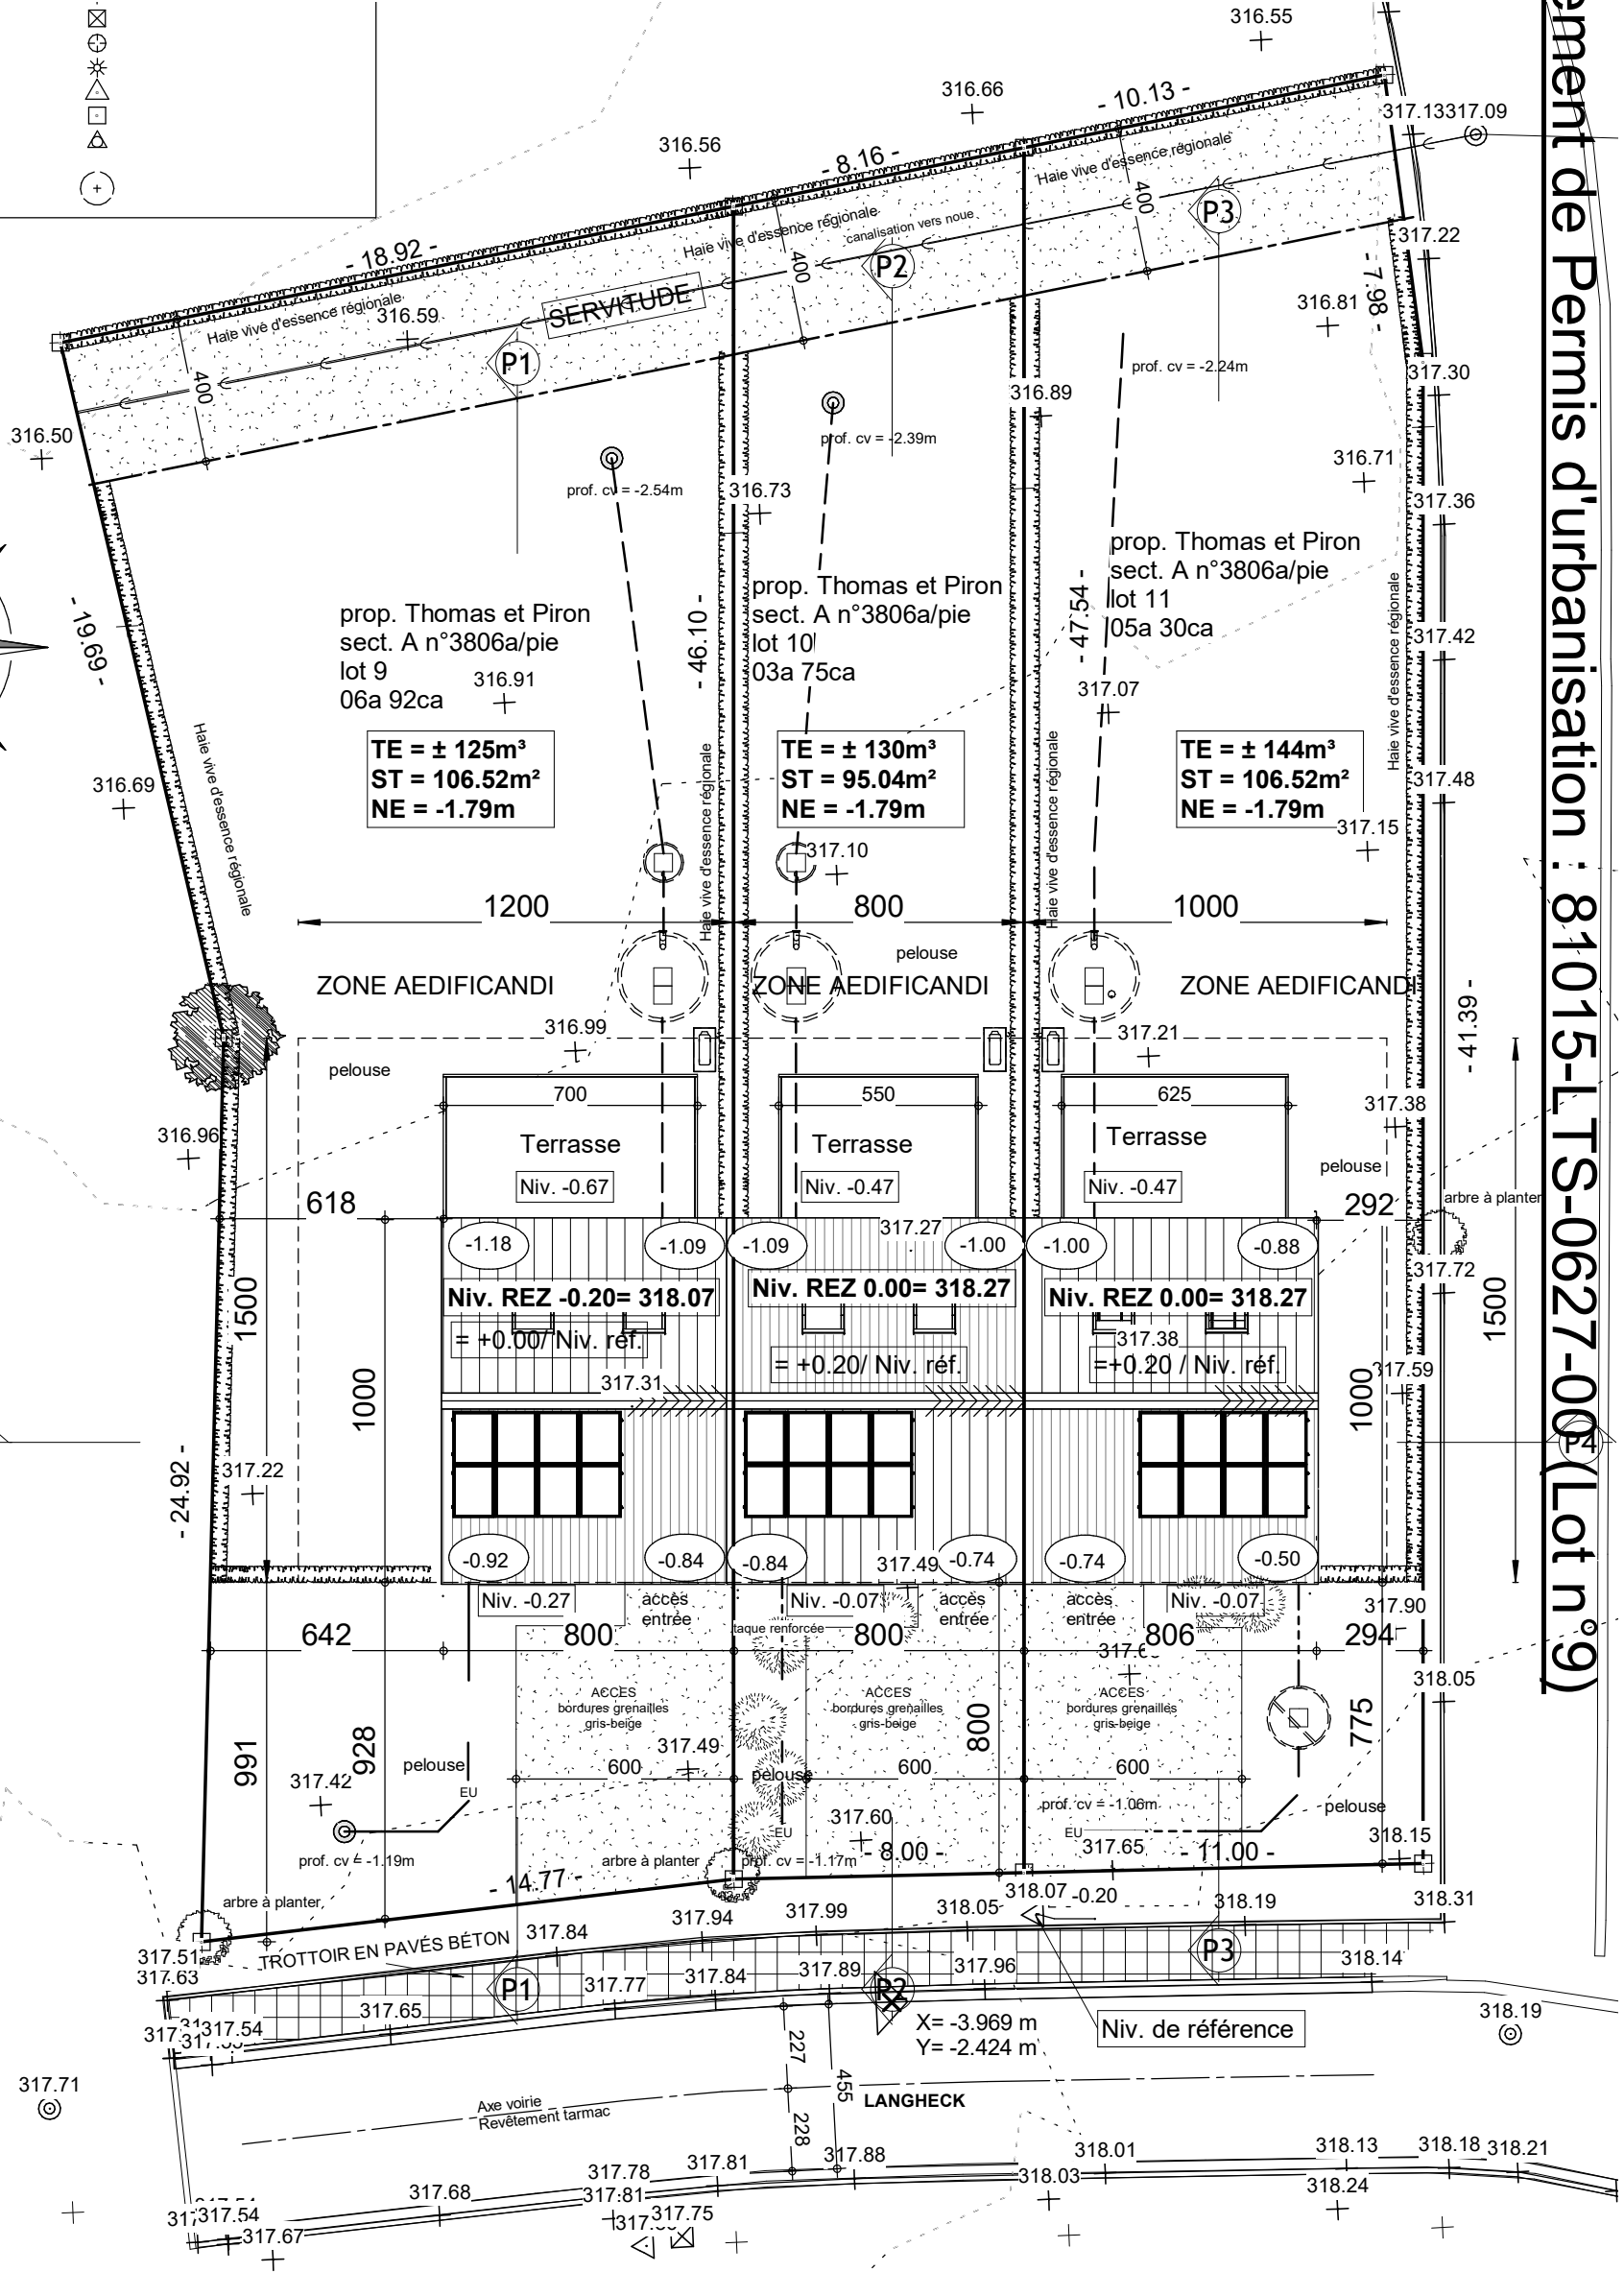 316.55
316.66
- 10.13 -
317.13
317.09
316.56
- 8.16 -
Haie vive d'essence régionale
400
P3
- 18.92 -
Haie vive d'essence régionale
canalisation vers noue
317.22
P2
400
- 7.98 -
SERVITUDE
316.81
Haie vive d'essence régionale
316.59
P1
prof. cv = -2.24m
317.30
400
316.89
316.50
prof. cv = -2.39m
316.71
prof. cv = -2.54m
316.73
317.36
prop. Thomas et Piron
sect. A n°3806a/pie
lot 11
05a 30ca
prop. Thomas et Piron
sect. A n°3806a/pie
lot 10
03a 75ca
prop. Thomas et Piron
sect. A n°3806a/pie
lot 9
06a 92ca
- 19.69 -
- 46.10 -
- 47.54 -
317.42
316.91
317.07
Haie vive d'essence régionale
Haie vive d'essence régionale
Haie vive d'essence régionale
Haie vive d'essence régionale
TE = ± 125m³
ST = 106.52m²
NE = -1.79m
TE = ± 130m³
ST = 95.04m²
NE = -1.79m
TE = ± 144m³
ST = 106.52m²
NE = -1.79m
316.69
317.48
317.15
317.10
1200
800
1000
pelouse
ZONE AEDIFICANDI
ZONE AEDIFICANDI
ZONE AEDIFICANDI
- 41.39 -
316.99
317.21
pelouse
700
550
625
317.38
316.96
Terrasse
Terrasse
Terrasse
pelouse
Niv. -0.67
Niv. -0.47
Niv. -0.47
618
292
arbre à planter
317.27
-1.18
-1.09
-1.09
-1.00
-1.00
-0.88
317.72
Niv. REZ -0.20= 318.07
Niv. REZ 0.00= 318.27
Niv. REZ 0.00= 318.27
1500
1500
= +0.00/ Niv. réf.
317.38
= +0.20/ Niv. réf.
=+0.20 / Niv. réf.
317.31
317.59
1000
1000
P4
317.22
- 24.92 -
-0.92
-0.84
-0.84
317.49
-0.74
-0.74
-0.50
Niv. -0.27
accès
entrée
Niv. -0.07
accès
entrée
accès
entrée
Niv. -0.07
317.90
taque renforcée
642
800
800
806
294
318.05
ACCES
bordures grenailles
gris-beige
ACCES
bordures grenailles
gris-beige
ACCES
bordures grenailles
gris-beige
991
928
800
775
317.49
pelouse
317.42
600
pelouse
600
600
EU
prof. cv = -1.06m
pelouse
317.60
EU
EU
317.65
318.15
prof. cv = -1.19m
arbre à planter
prof. cv = -1.17m
- 8.00 -
- 11.00 -
- 14.77 -
arbre à planter
318.07
-0.20
318.19
318.31
317.94
317.99
318.05
317.84
TROTTOIR EN PAVÉS BÉTON
317.51
317.63
P3
318.14
317.96
317.89
317.84
317.77
P1
P2
317.65
317.54
X= -3.969 m
Y= -2.424 m
Niv. de référence
318.19
227
455
317.71
LANGHECK
Axe voirie
Revêtement tarmac
228
318.01
318.13
318.18
318.21
317.88
317.81
317.78
318.03
318.24
317.81
317.68
317.75
317.54
317.67
ement de Permis d'urbanisation : 81015-LTS-0627-00 (Lot n°9)